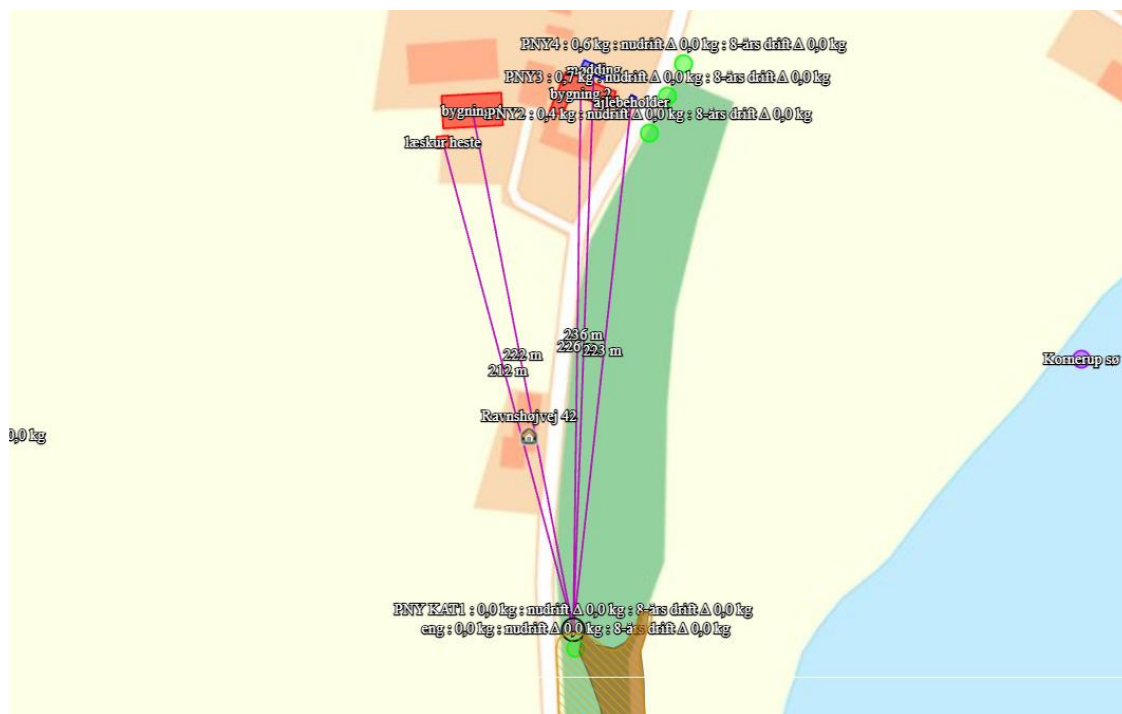 PNY4 : 0,6 kg : nudrift Δ 0,0 kg : 8-års drift Δ 0,0 kg
mødding
PNY3 : 0,7 kg : nudrift Δ 0,0 kg : 8-års drift Δ 0,0 kg
bygning 2
ajlebeholder
bygning
PNY2 : 0,4 kg : nudrift Δ 0,0 kg : 8-års drift Δ 0,0 kg
læskur heste
236 m
226
223 m
222 m
212 m
Kornerup sø
Ravnshøjvej 42
0,0 kg
PNY KAT1 : 0,0 kg : nudrift Δ 0,0 kg : 8-års drift Δ 0,0 kg
eng : 0,0 kg : nudrift Δ 0,0 kg : 8-års drift Δ 0,0 kg